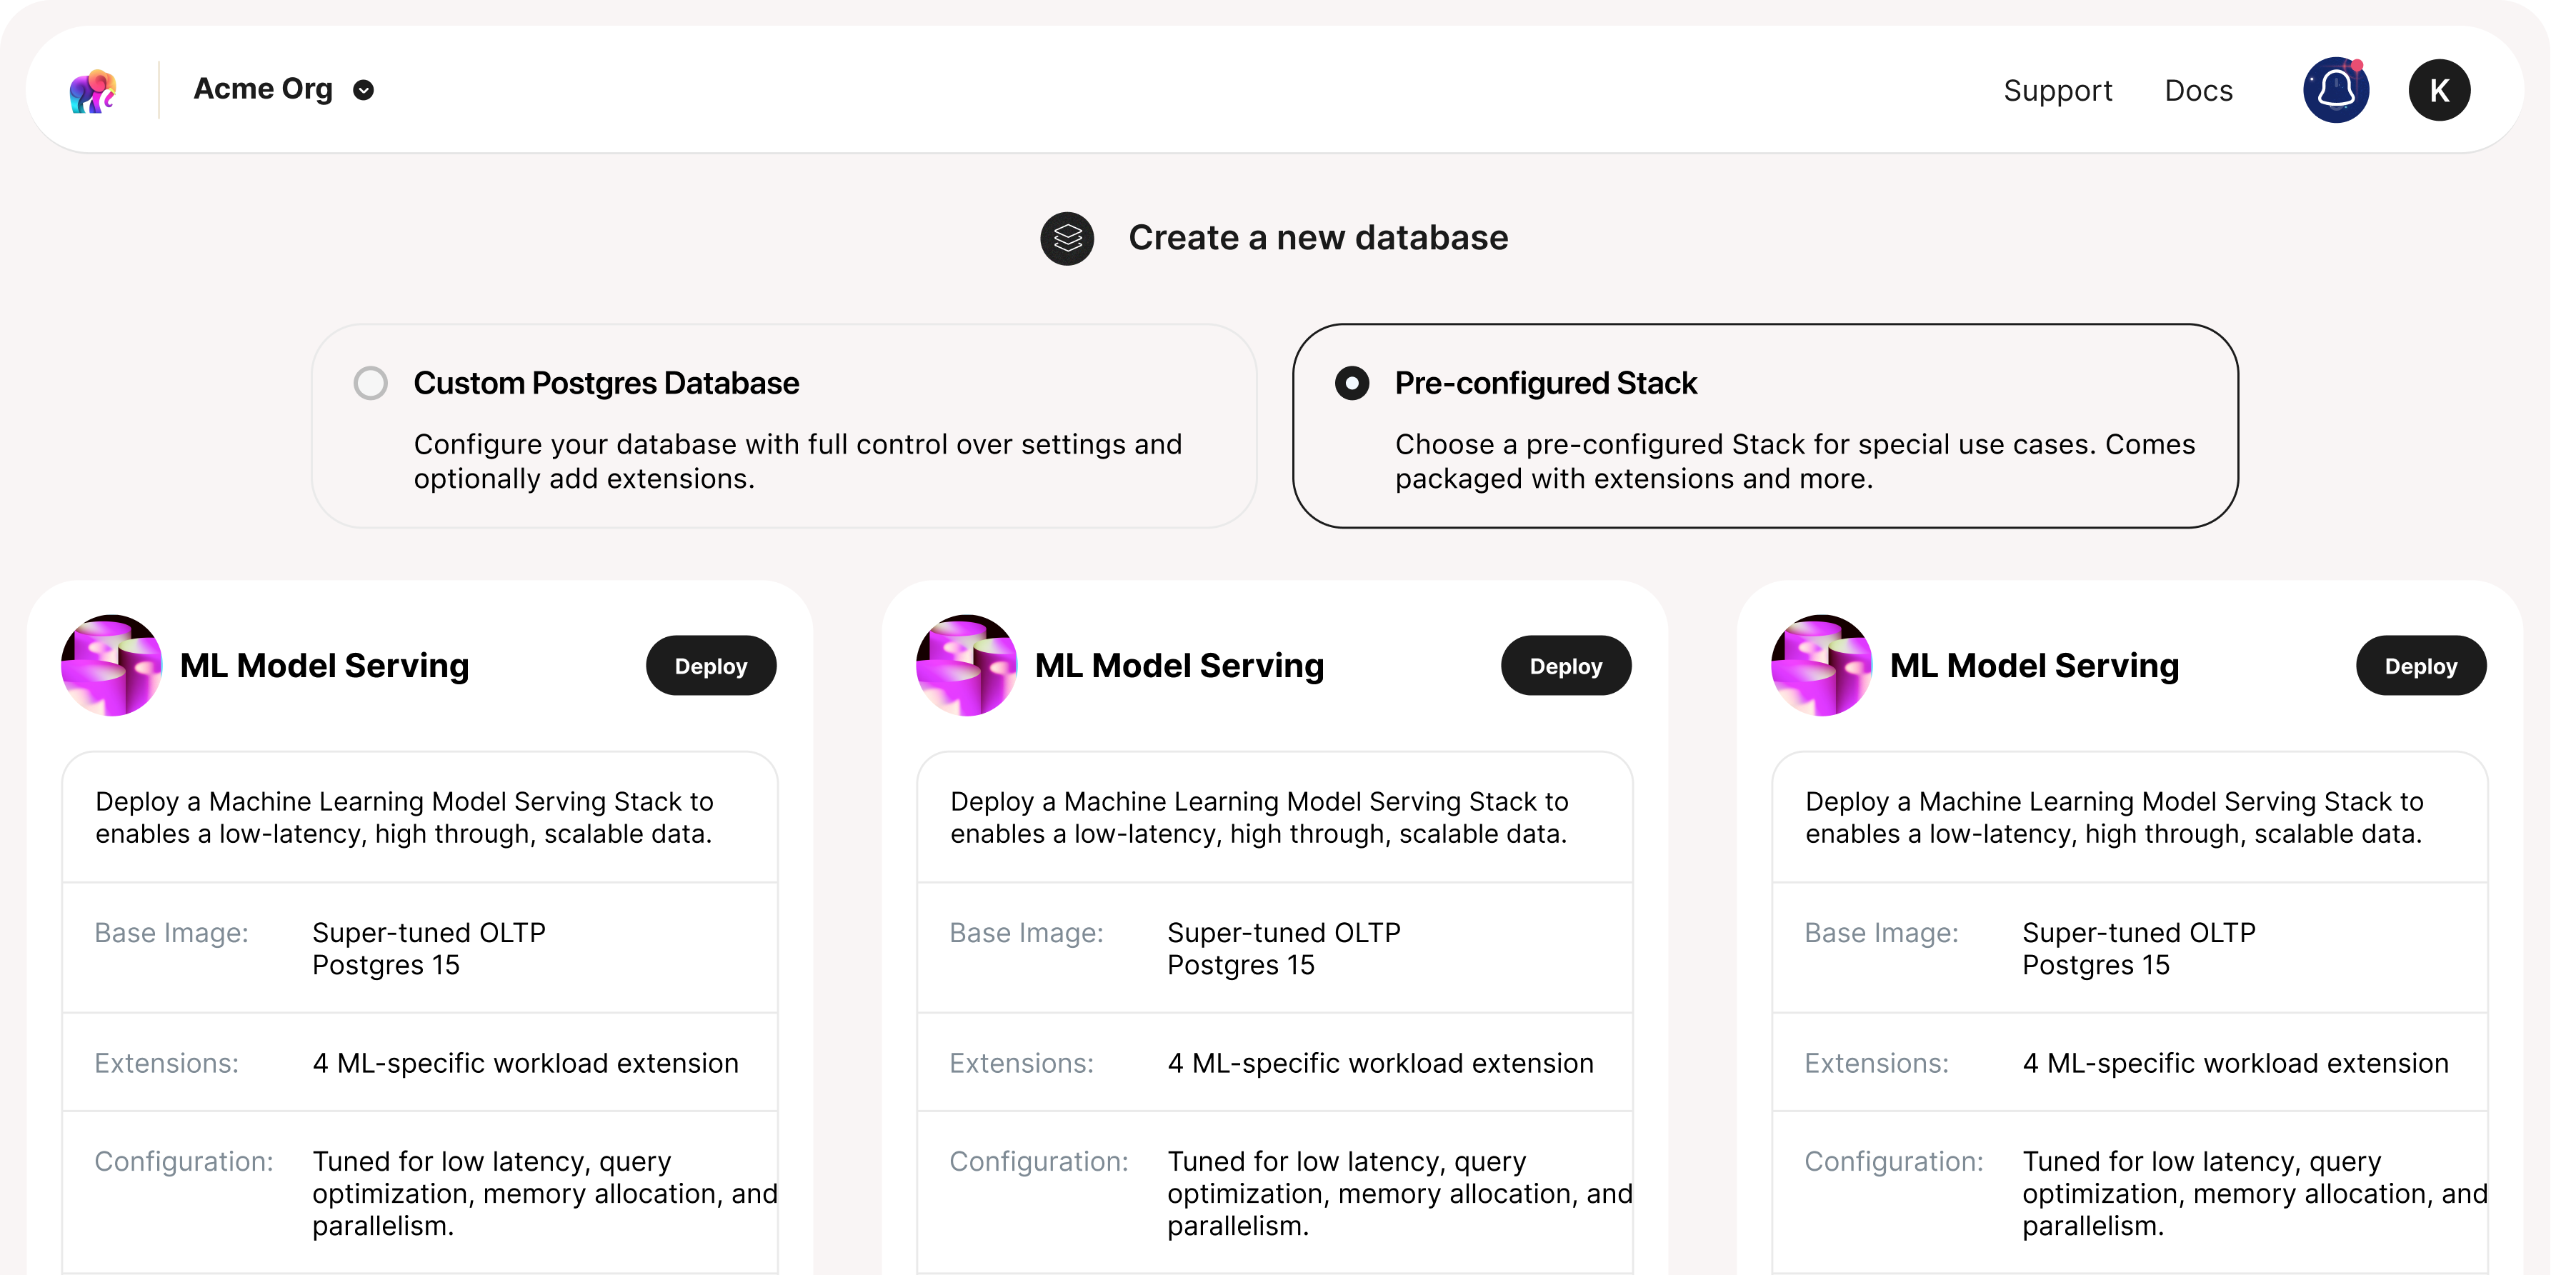 Acme Org
Support
Docs
K
Create a new database
Custom Postgres Database
Configure your database with full control over settings and
optionally add extensions.
Pre-configured Stack
Choose a pre-configured Stack for special use cases. Comes
packaged with extensions and more.
ML Model Serving
Deploy
Deploy a Machine Learning Model Serving Stack to
enables a low-latency, high through, scalable data.
Base Image:
Super-tuned OLTP
Postgres 15
Extensions:
4 ML-specific workload extension
Configuration:
Tuned for low latency, query
optimization, memory allocation, and
parallelism.
ML Model Serving
Deploy
Deploy a Machine Learning Model Serving Stack to
enables a low-latency, high through, scalable data.
Base Image:
Super-tuned OLTP
Postgres 15
Extensions:
4 ML-specific workload extension
Configuration:
Tuned for low latency, query
optimization, memory allocation, and
parallelism.
ML Model Serving
Deploy
Deploy a Machine Learning Model Serving Stack to
enables a low-latency, high through, scalable data.
Base Image:
Super-tuned OLTP
Postgres 15
Extensions:
4 ML-specific workload extension
Configuration:
Tuned for low latency, query
optimization, memory allocation, and
parallelism.